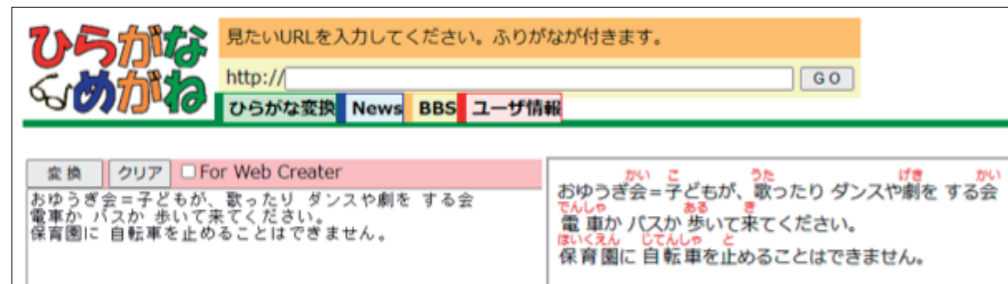 ひらがな
めがね
見たいURLを入力してください。ふりがなが付きます。
http://
GO
ひらがな変換 News BBS ユーザ情報
変換 クリア For Web Creater
おゆうぎ会=子どもが、歌ったり ダンスや劇を する会
電車か バスか 歩いて来てください。
保育園に 自転車を止めることはできません。
かい こ うた げき かい
おゆうぎ会=子どもが、歌ったり ダンスや劇を する会
でんしゃ ある き
電車か バスか 歩いて来てください。
ほいくえん じてんしゃ と
保育園に 自転車を止めることはできません。